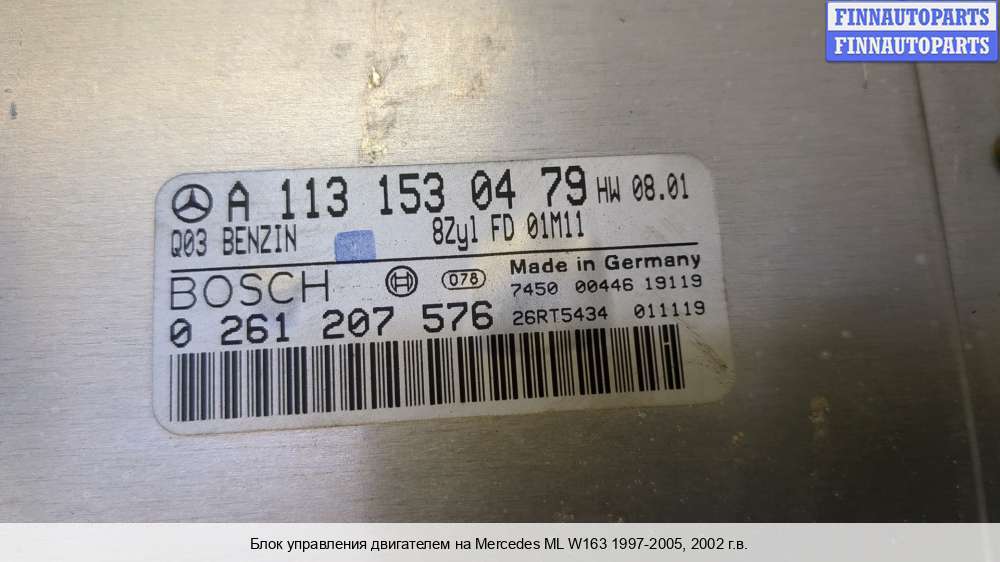 FINNAUTOPARTS
FINNAUTOPARTS
A 113 153 04 79 HW 08.01
Q03 BENZIN 8Zyl FD 01M11
BOSCH 078 Made in Germany
7450 00446 19119
0 261 207 576 26RT5434 011119
Блок управления двигателем на Mercedes ML W163 1997-2005, 2002 г.в.